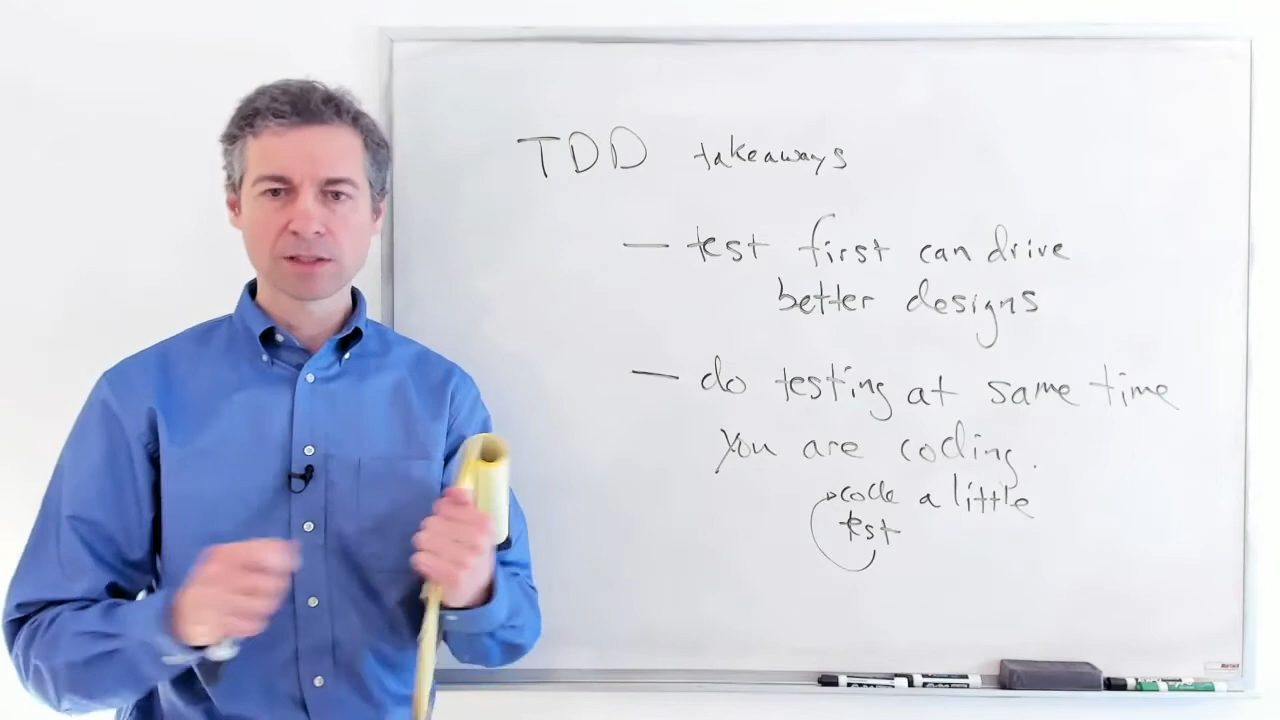 TDD takeaways
— test first can drive
better designs
— do testing at same time
you are coding.
code a little
test